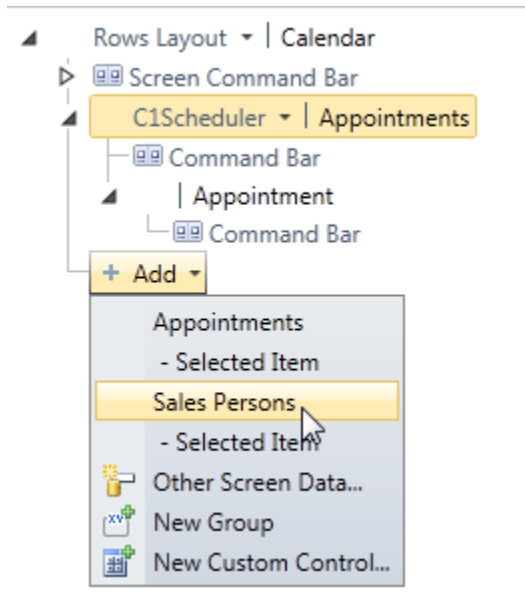 Rows Layout | Calendar
Screen Command Bar
C1Scheduler | Appointments
Command Bar
| Appointment
Command Bar
+ Add
Appointments
- Selected Item
Sales Persons
- Selected Item
Other Screen Data...
New Group
New Custom Control...